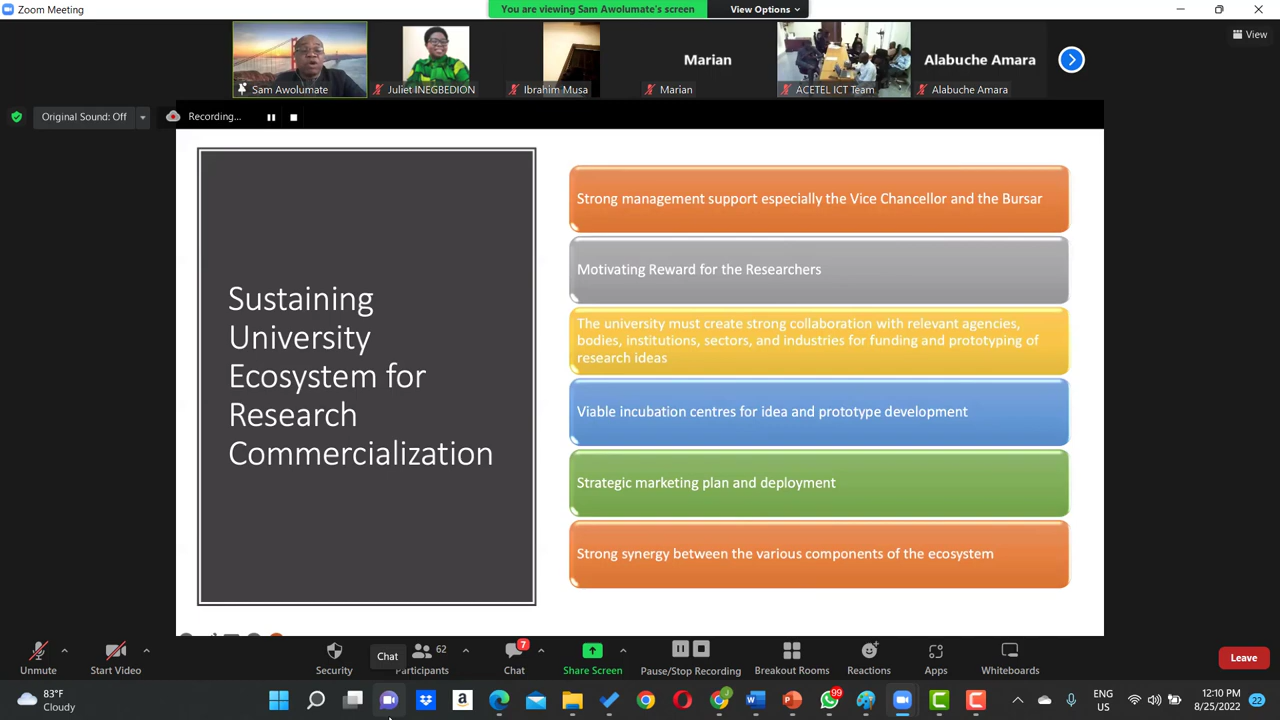 Zoom Meeting
You are viewing Sam Awolumate's screen
View Options
View
Marian
Alabuche Amara
Sam Awolumate
Juliet INEGBEDION
Ibrahim Musa
Marian
ACETEL ICT Team
Alabuche Amara
Original Sound: Off
Recording...
Sustaining
University
Ecosystem for
Research
Commercialization
Strong management support especially the Vice Chancellor and the Bursar
Motivating Reward for the Researchers
The university must create strong collaboration with relevant agencies,
bodies, institutions, sectors, and industries for funding and prototyping of
research ideas
Viable incubation centres for idea and prototype development
Strategic marketing plan and deployment
Strong synergy between the various components of the ecosystem
Unmute
Start Video
Security
Chat
62
Participants
7
Chat
Share Screen
Pause/Stop Recording
Breakout Rooms
Reactions
Apps
Whiteboards
Leave
83°F
Cloudy
99
ENG
US
12:10 PM
8/25/2022
22